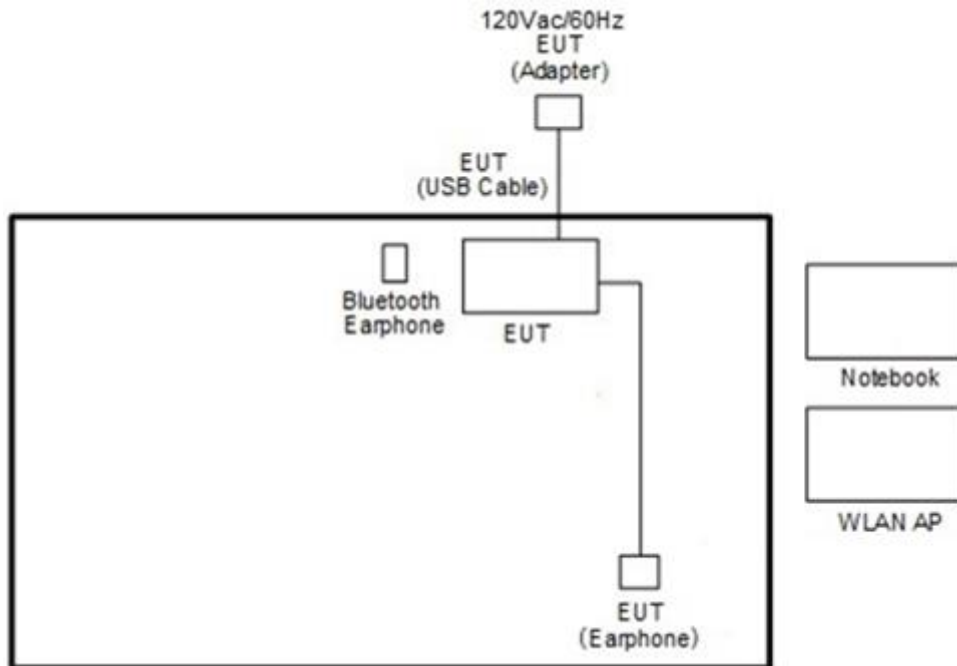 120Vac/60Hz
EUT
(Adapter)
EUT
(USB Cable)
Bluetooth
Earphone
EUT
Notebook
WLAN AP
EUT
(Earphone)